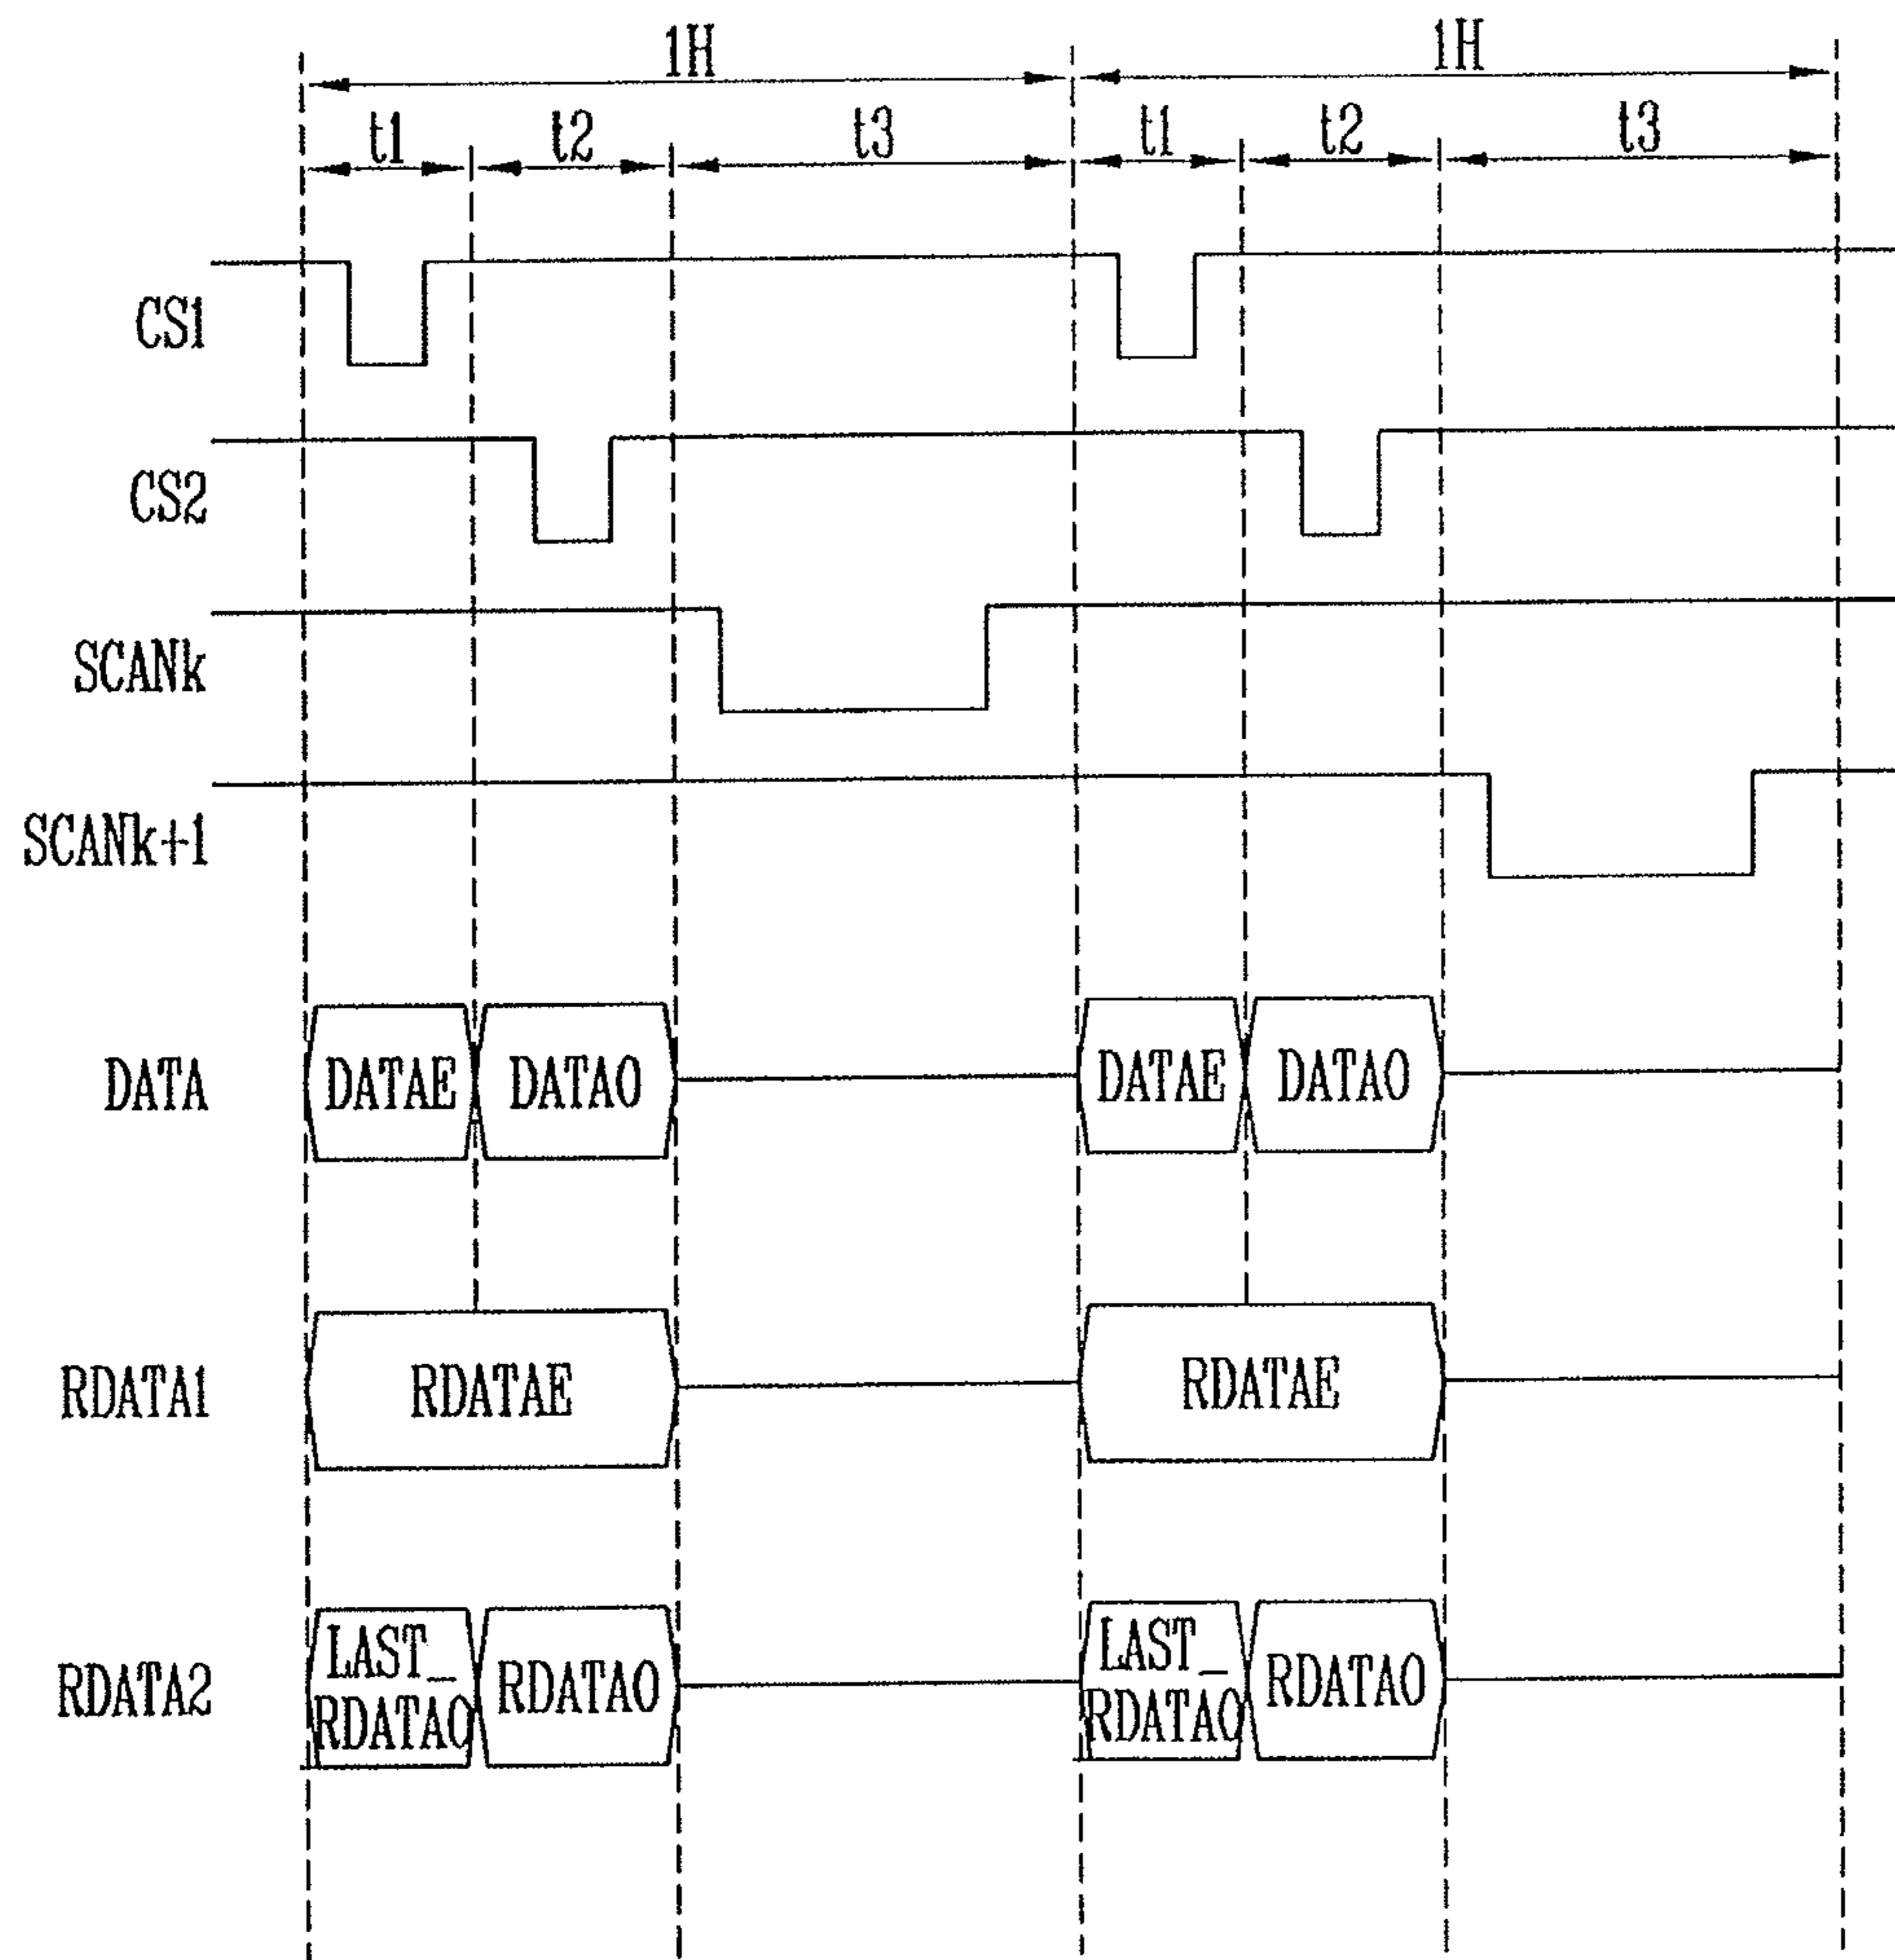 1H 1H
t1 t2 t3 t1 t2 t3
CS1
CS2
SCANk
SCANk+1
DATA DATAE DATAO DATAE DATAO
RDATA1 RDATAE RDATAE
RDATA2 LAST_ RDATAO LAST_ RDATAO
RDATAO RDATAO